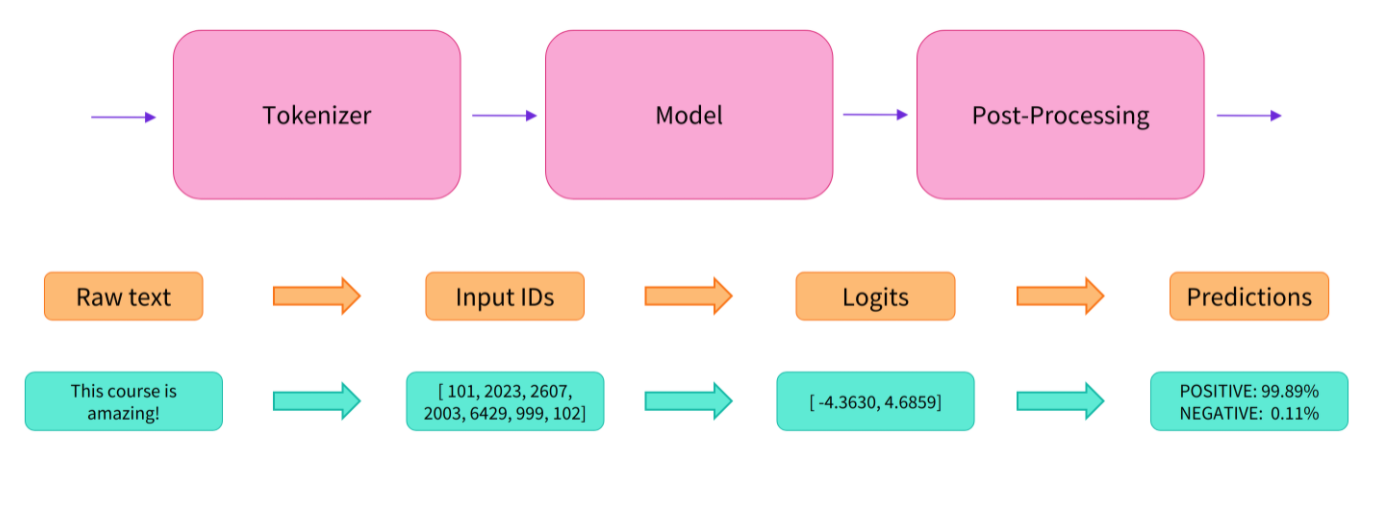 Tokenizer
Model
Post-Processing
Raw text
Input IDs
Logits
Predictions
This course is
amazing!
[ 101, 2023, 2607,
2003, 6429, 999, 102]
[ -4.3630, 4.6859]
POSITIVE: 99.89%
NEGATIVE: 0.11%